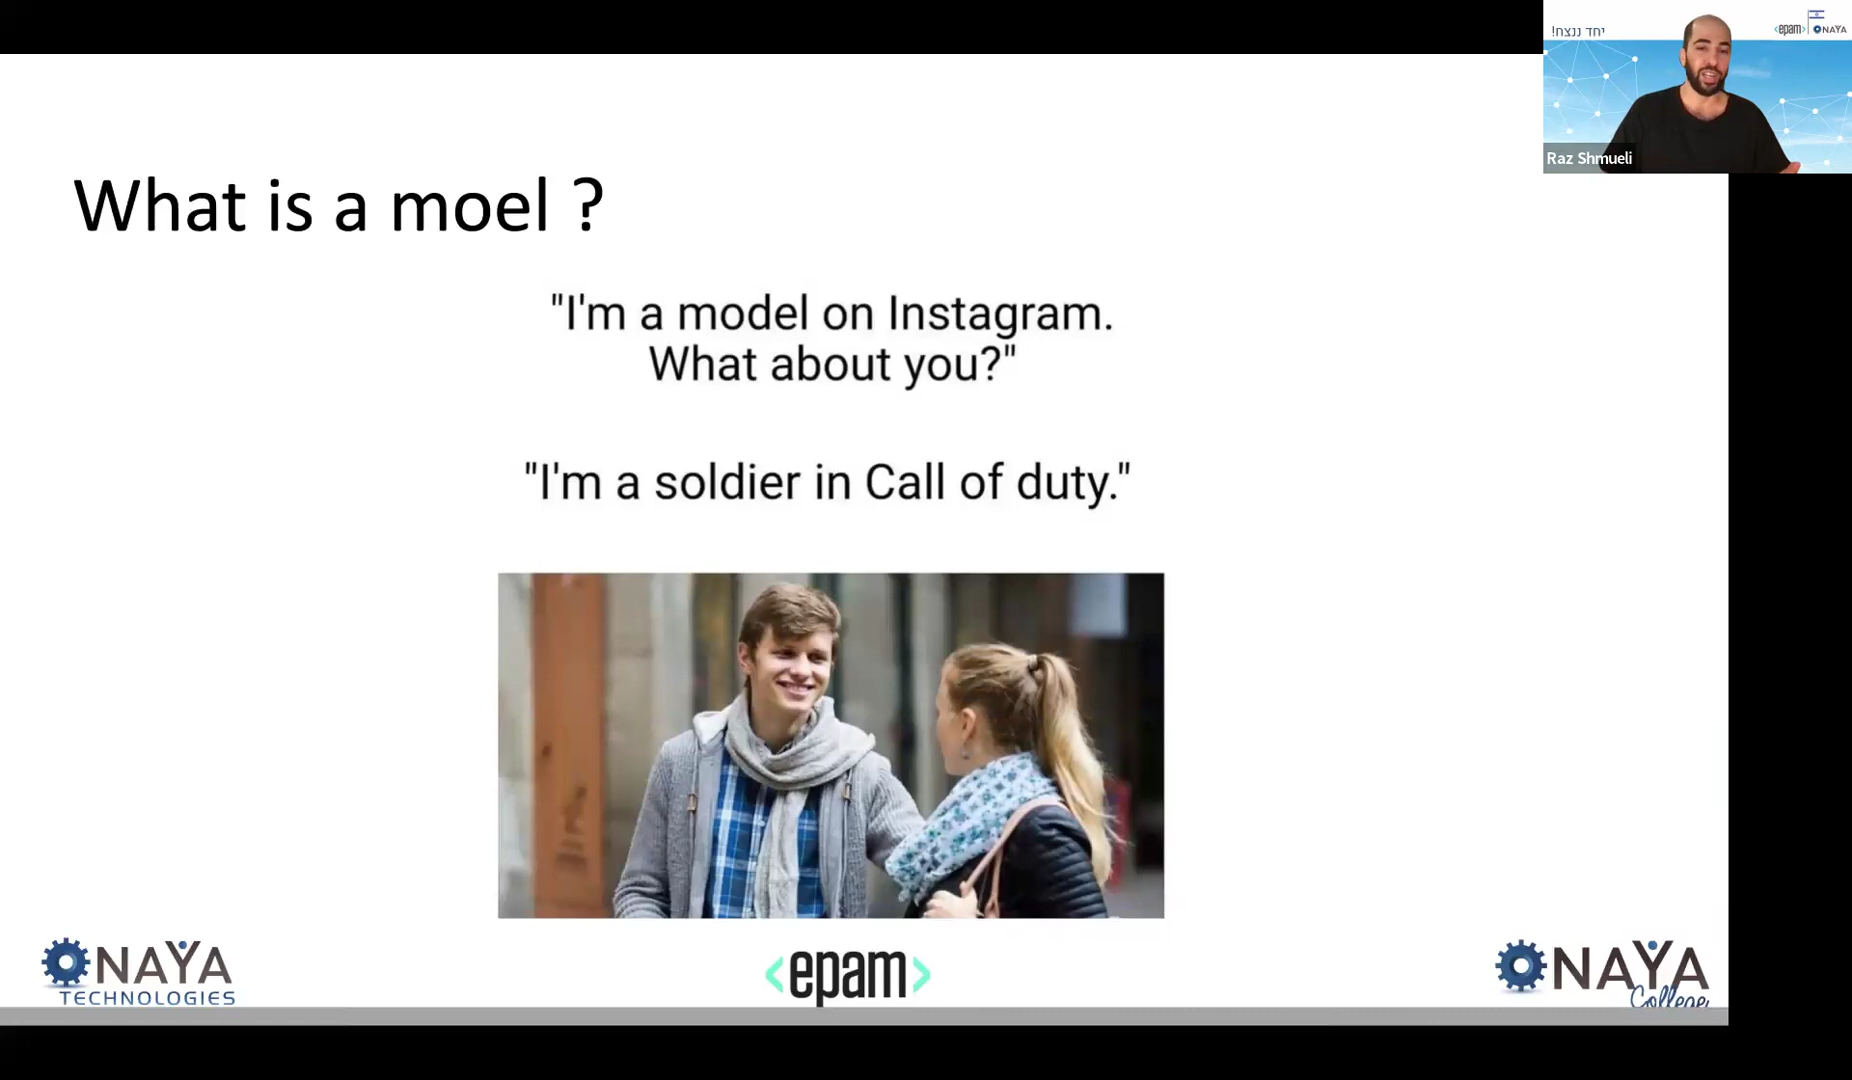 What is a moel ?
"I'm a model on Instagram.
What about you?"
"I'm a soldier in Call of duty."
NAYA
TECHNOLOGIES
<epam>
NAYA
College
יחד ננצח!
<epam> NAYA
Raz Shmueli